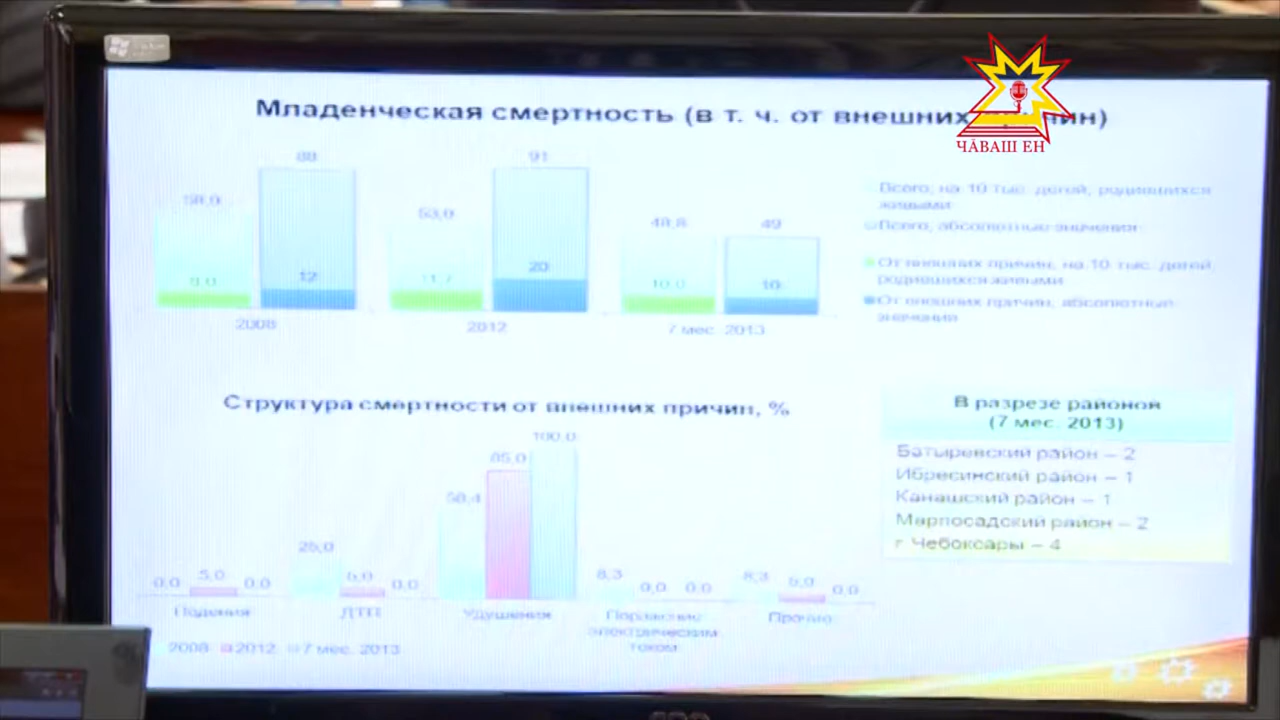 ЧӐВАШ ЕН
Младенческая смертность (в т. ч. от внешних причин)
88
91
58,0
53,0
48,8
49
12
20
9,0
11,7
10,0
10
2008
2012
7 мес. 2013
Всего, на 10 тыс. детей, родившихся
живыми
Всего, абсолютные значения
От внешних причин, на 10 тыс. детей,
родившихся живыми
От внешних причин, абсолютные
значения
Структура смертности от внешних причин, %
100,0
85,0
25,0
0,0 5,0 0,0
0,0
8,3
0,0 0,0
8,3
0,0
Падения
ДТП
Удушения
Поражение
электрическим
током
Прочие
2008 2012 7 мес. 2013
В разрезе районов
(7 мес. 2013)
Батыревский район – 2
Ибресинский район – 1
Канашский район – 1
Марпосадский район – 2
г. Чебоксары – 4